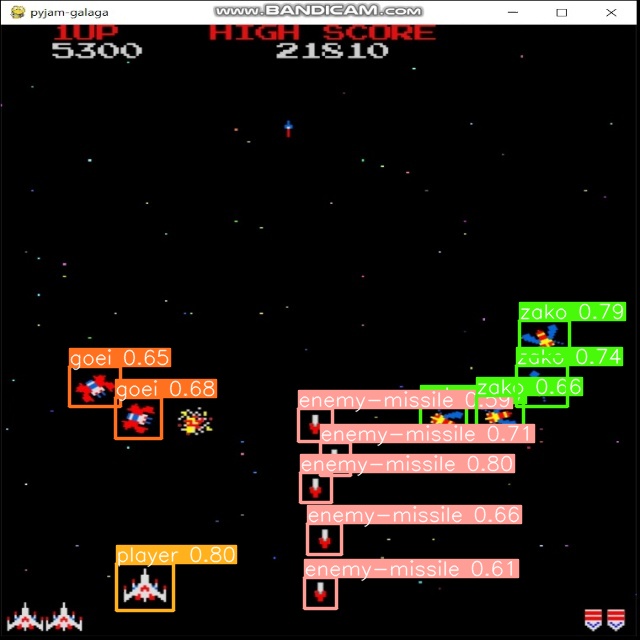 pyjam-galaga
www.BANDICAM.com
1UP HIGH SCORE
5300 21810
zako 0.79
zako 0.74
goei 0.65
goei 0.68
zako 0.66
enemy-missile 0.59
enemy-missile 0.71
enemy-missile 0.80
enemy-missile 0.66
player 0.80
enemy-missile 0.61